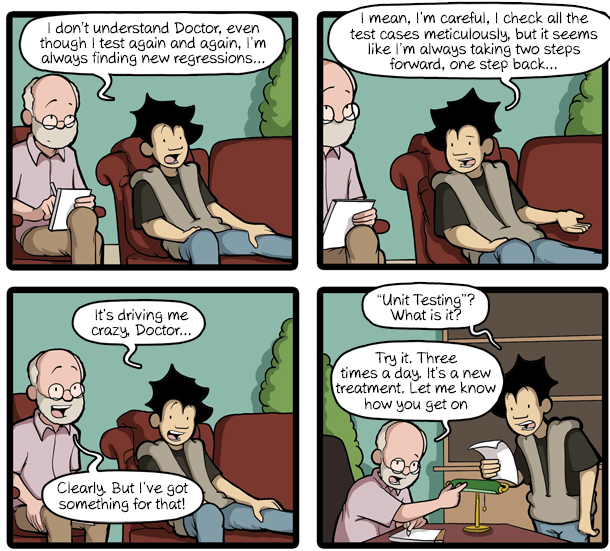 I don't understand Doctor, even
though I test again and again, I'm
always finding new regressions...
I mean, I'm careful, I check all the
test cases meticulously, but it seems
like I'm always taking two steps
forward, one step back...
It's driving me
crazy, Doctor...
Clearly. But I've got
something for that!
"Unit Testing"?
What is it?
Try it. Three
times a day. It's a new
treatment. Let me know
how you get on